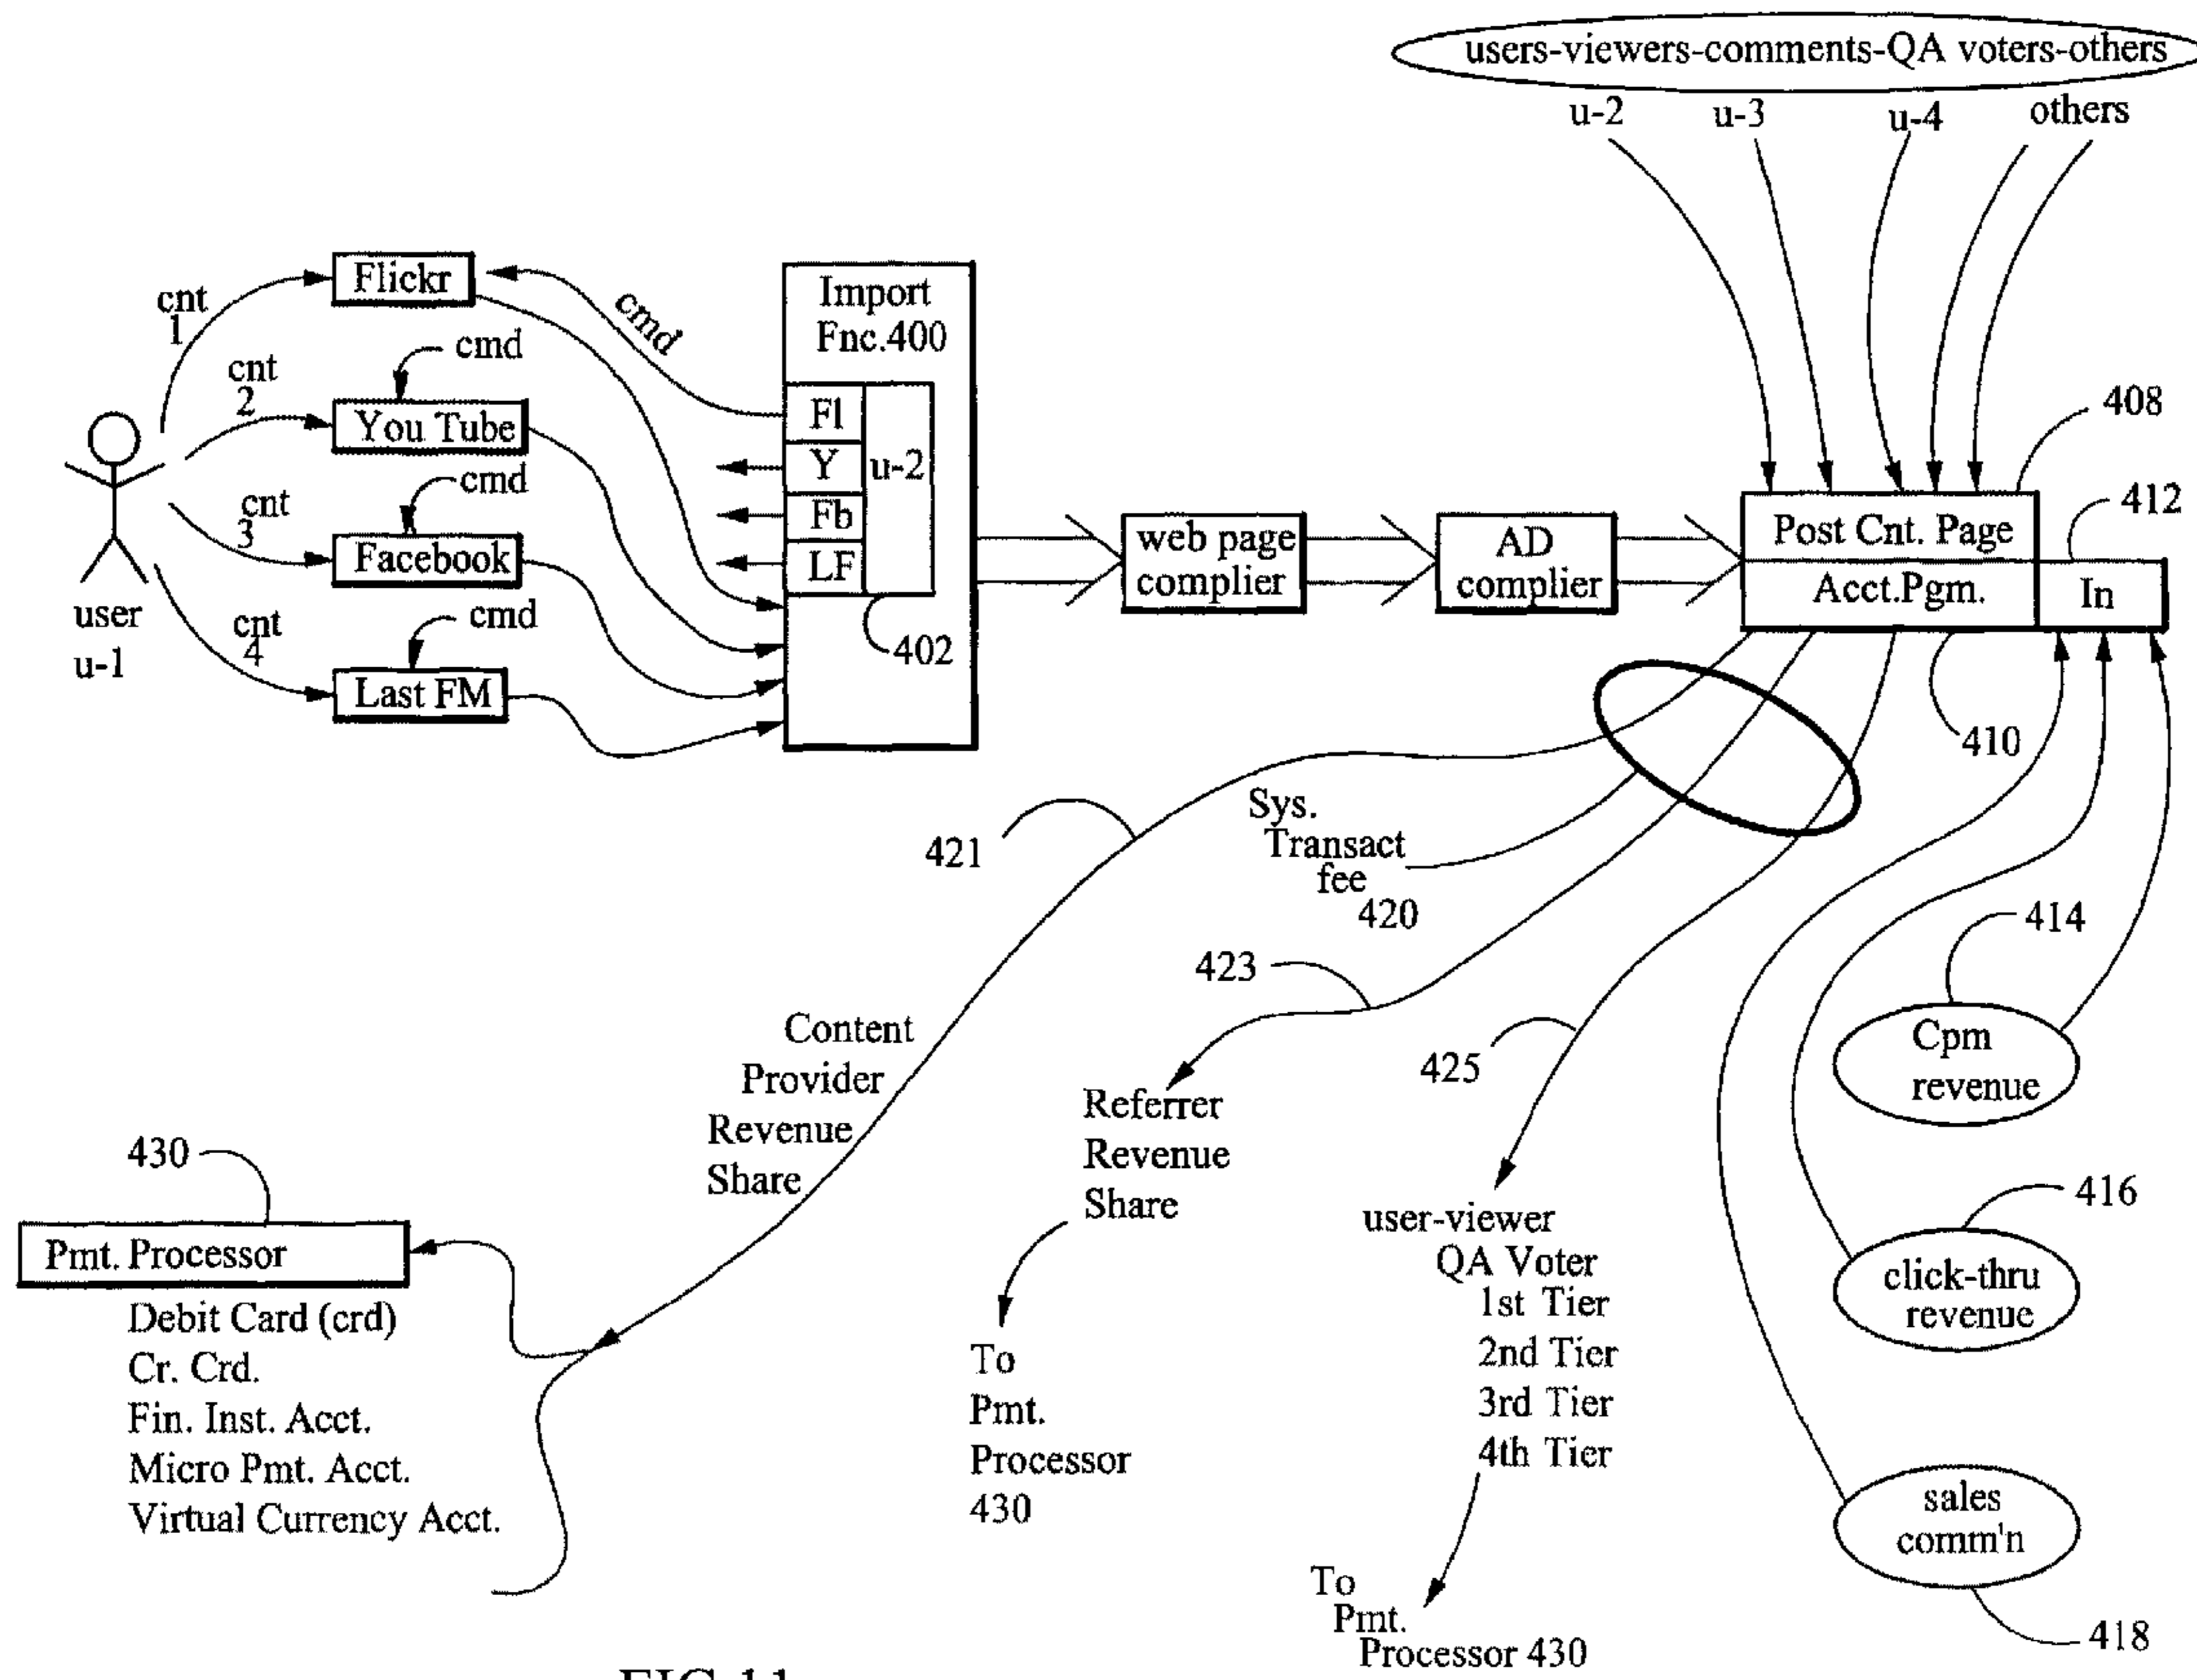 users-viewers-comments-QA voters-others
u-2
u-3
u-4
others
Flickr
cnt
1
cmd
Import
Fnc.400
cnt
2
cmd
You Tube
Fl
Y
u-2
Fb
LF
402
cnt
3
cmd
Facebook
user
u-1
cnt
4
cmd
Last FM
web page
complier
AD
complier
408
412
Post Cnt. Page
Acct.Pgm.
In
410
421
Sys.
Transact
fee
420
423
425
414
Cpm
revenue
416
click-thru
revenue
sales
comm'n
418
Content
Provider
Revenue
Share
Referrer
Revenue
Share
To
Pmt.
Processor
430
user-viewer
QA Voter
1st Tier
2nd Tier
3rd Tier
4th Tier
To
Pmt.
Processor 430
430
Pmt. Processor
Debit Card (crd)
Cr. Crd.
Fin. Inst. Acct.
Micro Pmt. Acct.
Virtual Currency Acct.
FIG.11